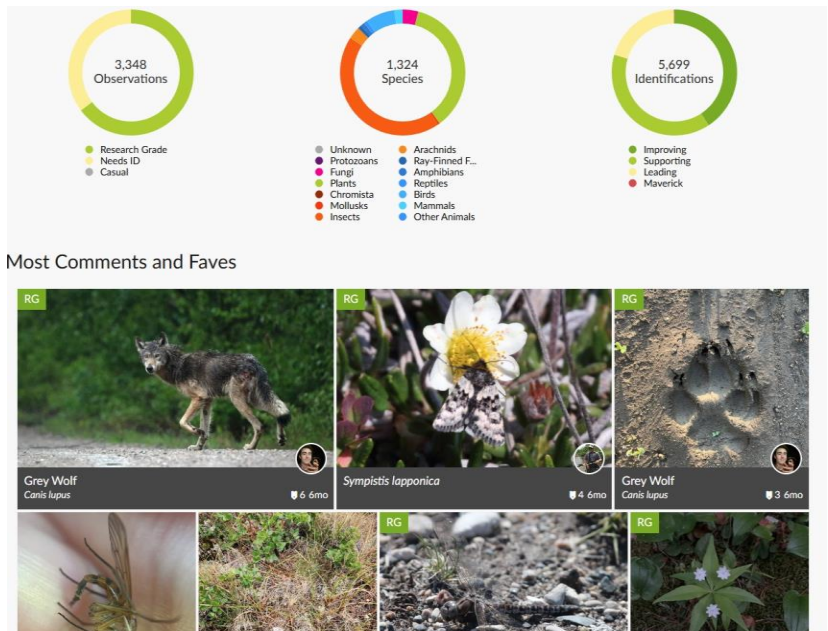 3,348
Observations
Research Grade
Needs ID
Casual
1,324
Species
Unknown
Protozoans
Fungi
Plants
Chromista
Mollusks
Insects
Arachnids
Ray-Finned F...
Amphibians
Reptiles
Birds
Mammals
Other Animals
5,699
Identifications
Improving
Supporting
Leading
Maverick
Most Comments and Faves
RG
Grey Wolf
Canis lupus
6 6mo
RG
Sympistis lapponica
4 6mo
RG
Grey Wolf
Canis lupus
3 6mo
RG
RG